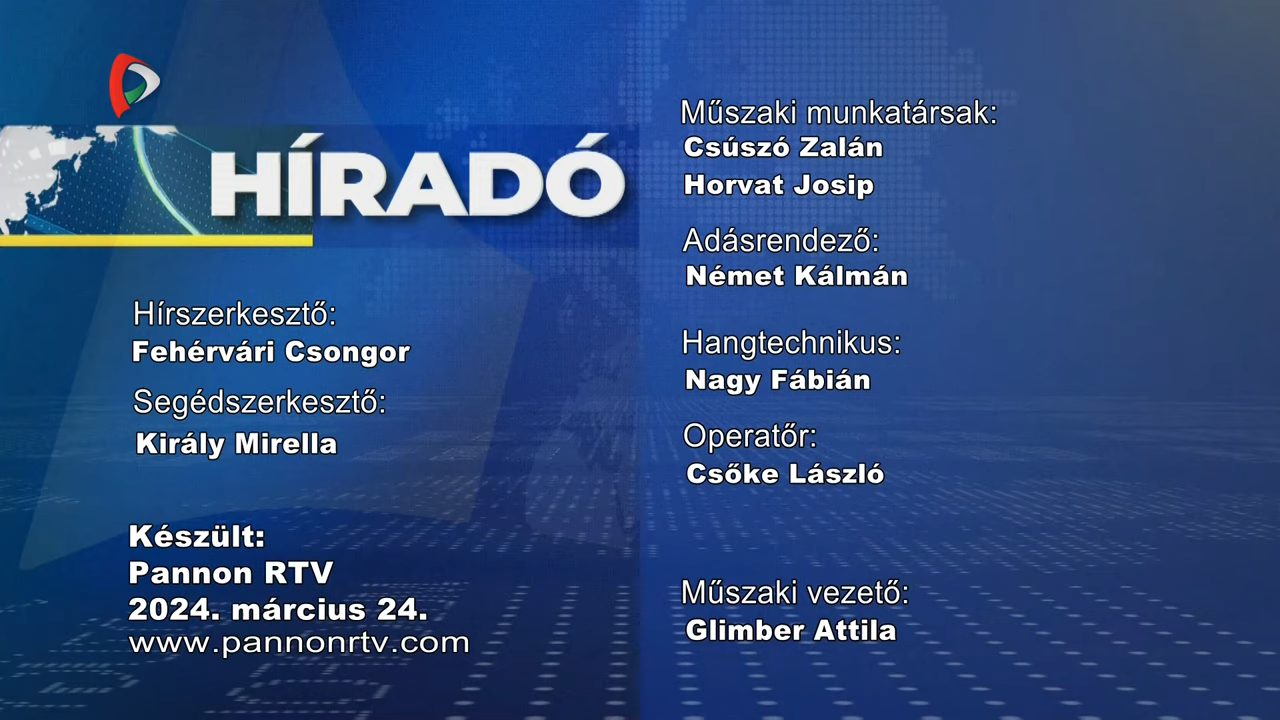 HÍRADÓ
Hírszerkesztő:
Fehérvári Csongor
Segédszerkesztő:
Király Mirella
Készült:
Pannon RTV
2024. március 24.
www.pannonrtv.com
Műszaki munkatársak:
Csúszó Zalán
Horvat Josip
Adásrendező:
Német Kálmán
Hangtechnikus:
Nagy Fábián
Operatőr:
Csőke László
Műszaki vezető:
Glimber Attila